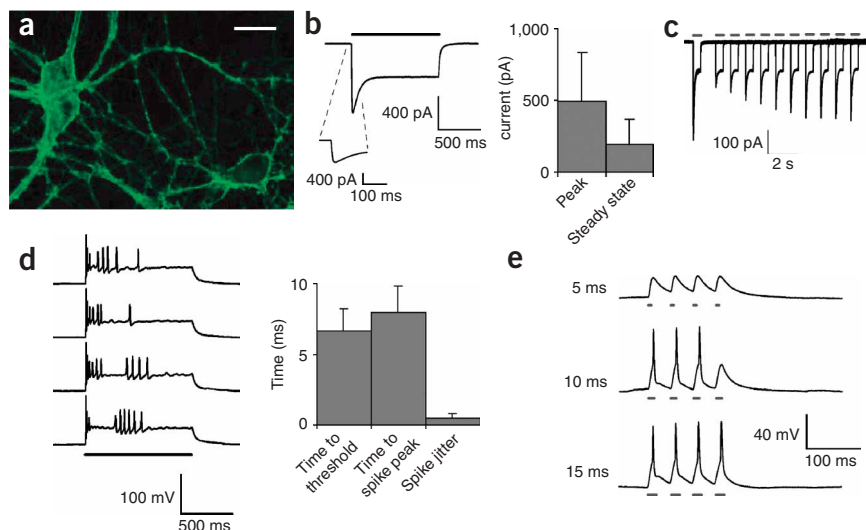 a
b
400 pA
500 ms
400 pA
100 ms
current (pA)
1,000
500
0
Peak
Steady state
c
100 pA
2 s
d
100 mV
500 ms
Time (ms)
10
5
0
Time to
threshold
Time to
spike peak
Spike jitter
e
5 ms
10 ms
15 ms
40 mV
100 ms